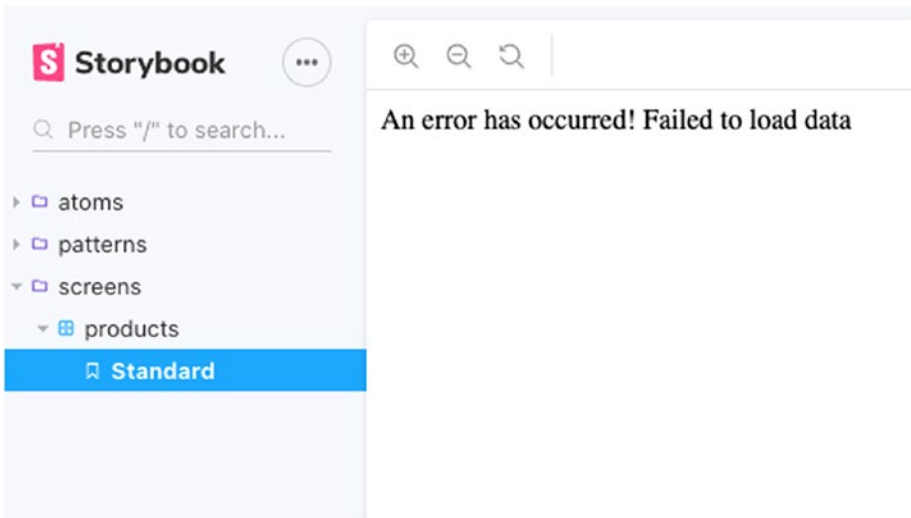 Storybook
Press "/" to search...
atoms
patterns
screens
products
Standard
An error has occurred! Failed to load data